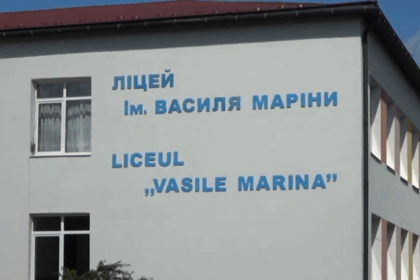 ЛІЦЕЙ
Ім. ВАСИЛЯ МАРІНИ
LICEUL
„VASILE MARINA”